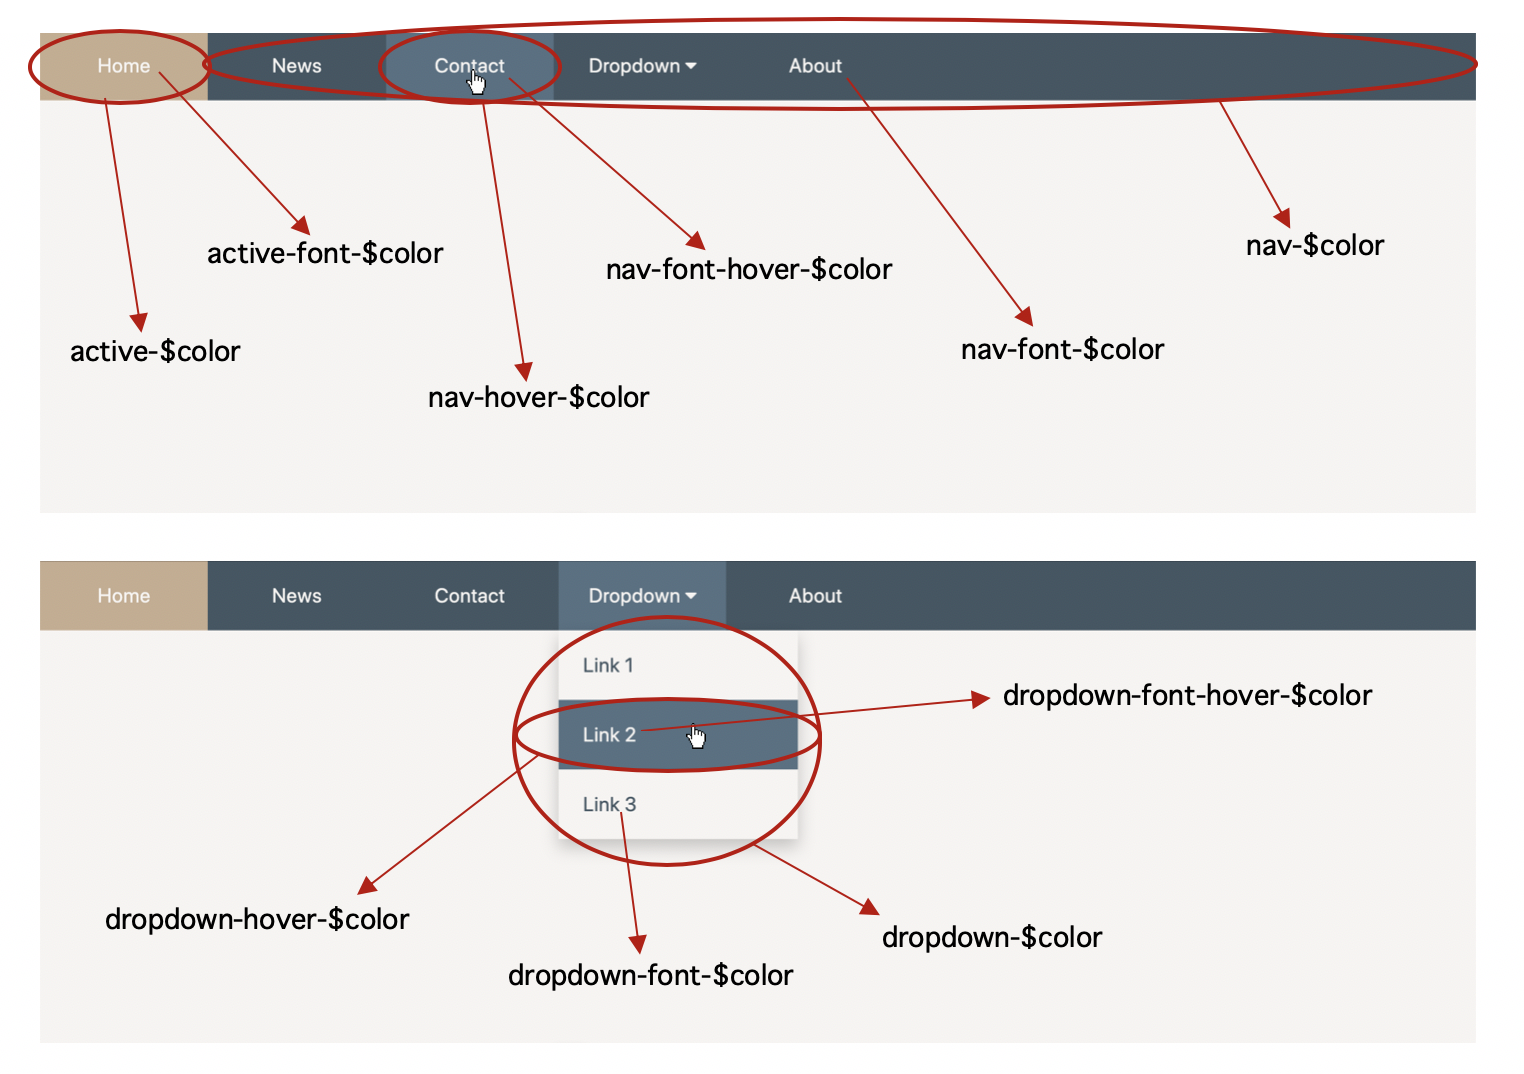 Home News Contact Dropdown About
active-font-$color
nav-font-hover-$color
nav-$color
active-$color
nav-font-$color
nav-hover-$color
Home News Contact Dropdown About
Link 1
dropdown-font-hover-$color
Link 2
Link 3
dropdown-hover-$color
dropdown-$color
dropdown-font-$color